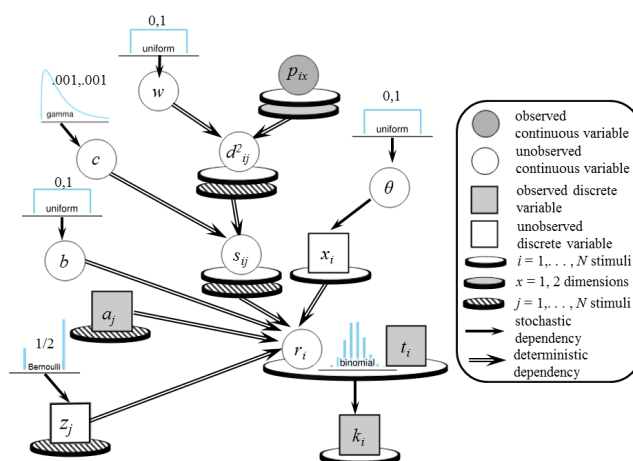 0,1
uniform
w
p_ix
.001,.001
gamma
c
d²_ij
0,1
uniform
θ
0,1
uniform
b
s_ij
x_i
a_j
1/2
Bernoulli
z_j
r_i
binomial
t_i
k_i
observed
continuous variable
unobserved
continuous variable
observed discrete
variable
unobserved
discrete variable
i = 1,. . . , N stimuli
x = 1, 2 dimensions
j = 1,. . . , N stimuli
stochastic
dependency
deterministic
dependency